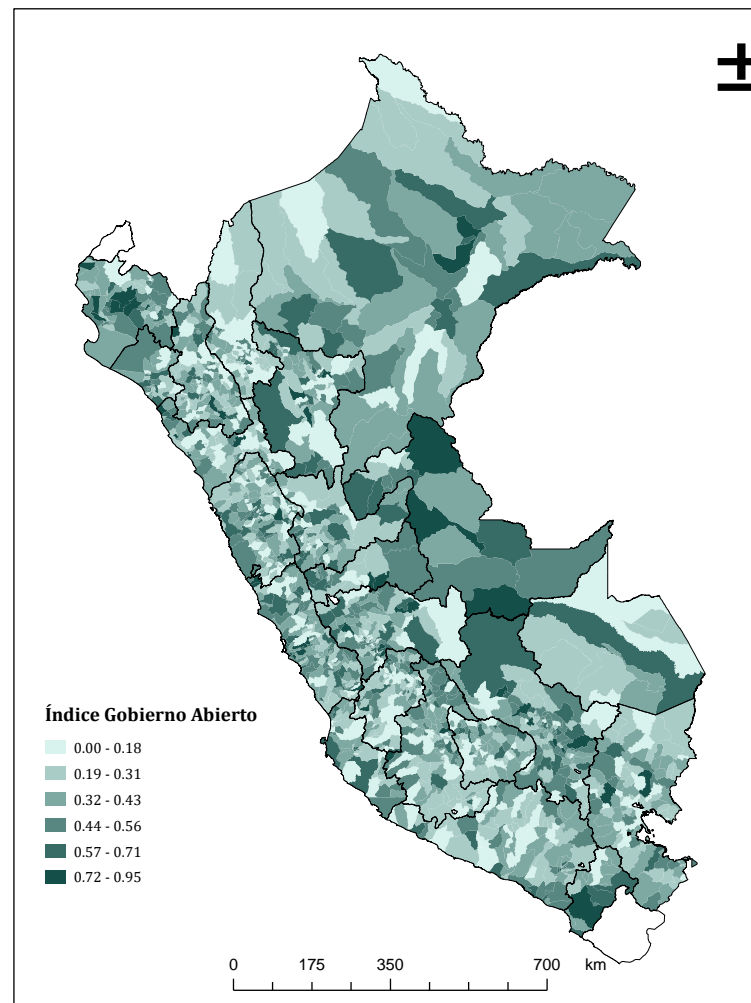 Índice Gobierno Abierto
0.00 - 0.18
0.19 - 0.31
0.32 - 0.43
0.44 - 0.56
0.57 - 0.71
0.72 - 0.95
0 175 350 700 km